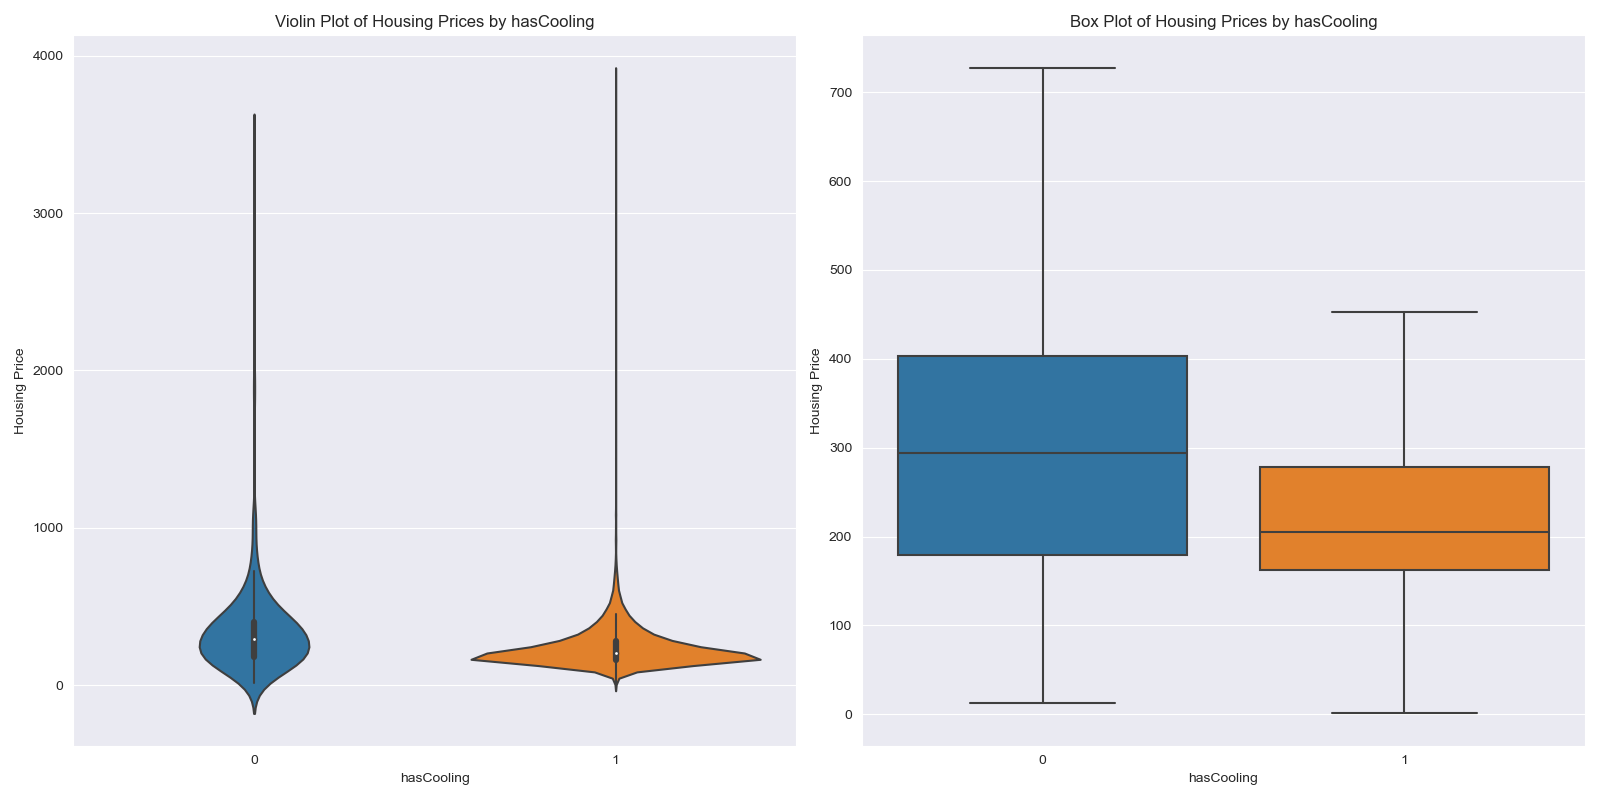 Violin Plot of Housing Prices by hasCooling
4000
3000
2000
1000
0
Housing Price
0
1
hasCooling
Box Plot of Housing Prices by hasCooling
700
600
500
400
300
200
100
0
Housing Price
0
1
hasCooling